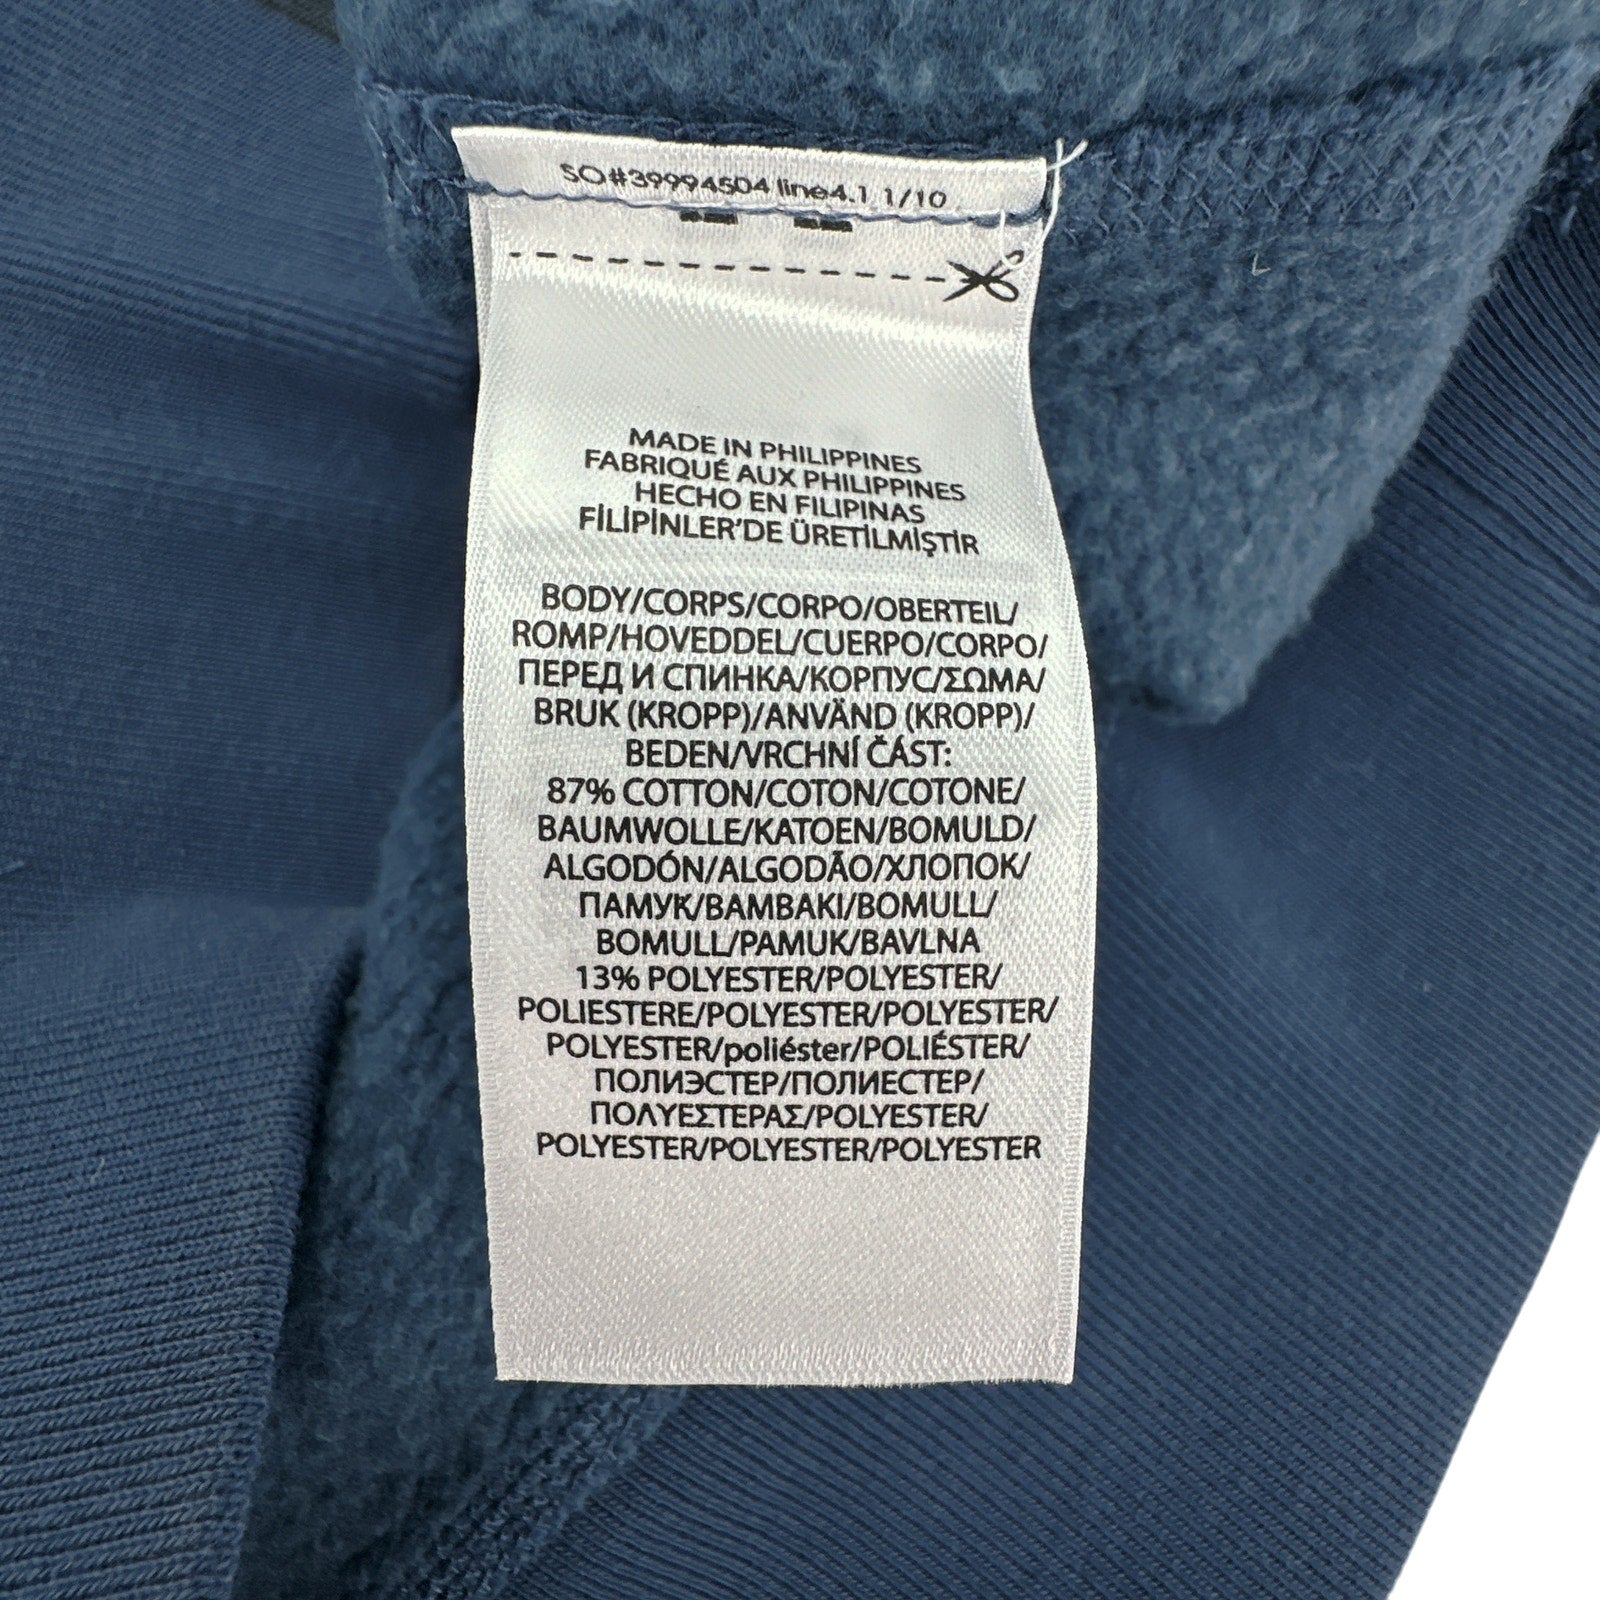 SO#39994504 line4.1 1/10
MADE IN PHILIPPINES
FABRIQUÉ AUX PHILIPPINES
HECHO EN FILIPINAS
FİLİPİNLER'DE ÜRETİLMİŞTİR
BODY/CORPS/CORPO/OBERTEIL/
ROMP/HOVEDDEL/CUERPO/CORPO/
ПЕРЕД И СПИНКА/КОРПУС/ΣΩΜΑ/
BRUK (KROPP)/ANVÄND (KROPP)/
BEDEN/VRCHNÍ ČÁST:
87% COTTON/COTON/COTONE/
BAUMWOLLE/KATOEN/BOMULD/
ALGODÓN/ALGODÃO/ХЛОПОК/
ПАМУК/BAMBAKI/BOMULL/
BOMULL/PAMUK/BAVLNA
13% POLYESTER/POLYESTER/
POLIESTERE/POLYESTER/POLYESTER/
POLYESTER/poliéster/POLIÉSTER/
ПОЛИЭСТЕР/ПОЛИЕСТЕР/
ΠΟΛΥΕΣΤΕΡΑΣ/POLYESTER/
POLYESTER/POLYESTER/POLYESTER